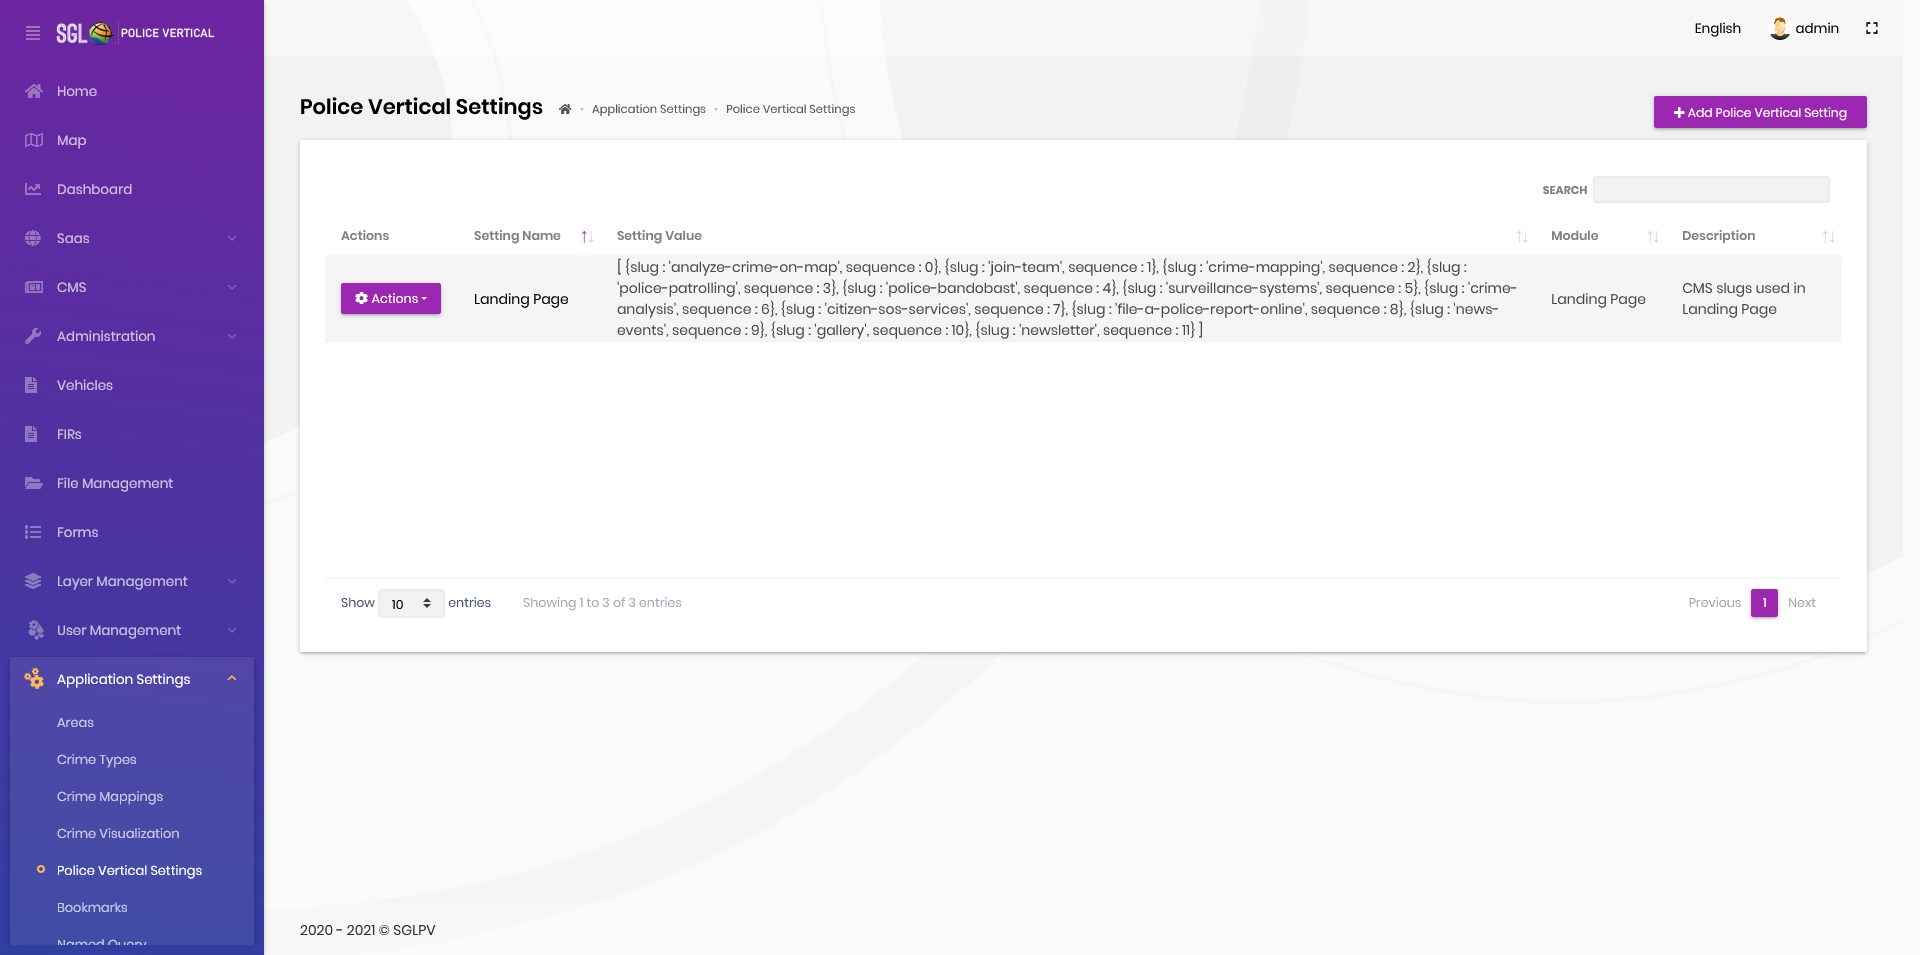 SGL POLICE VERTICAL
Home
Map
Dashboard
Saas
CMS
Administration
Vehicles
FIRs
File Management
Forms
Layer Management
User Management
Application Settings
Areas
Crime Types
Crime Mappings
Crime Visualization
Police Vertical Settings
Bookmarks
Named Query
English admin
Police Vertical Settings Application Settings Police Vertical Settings
Add Police Vertical Setting
SEARCH
Actions Setting Name Setting Value Module Description
Actions
Landing Page
[ {slug : 'analyze-crime-on-map', sequence : 0}, {slug : 'join-team', sequence : 1}, {slug : 'crime-mapping', sequence : 2}, {slug :
'police-patrolling', sequence : 3}, {slug : 'police-bandobast', sequence : 4}, {slug : 'surveillance-systems', sequence : 5}, {slug : 'crime-
analysis', sequence : 6}, {slug : 'citizen-sos-services', sequence : 7}, {slug : 'file-a-police-report-online', sequence : 8}, {slug : 'news-
events', sequence : 9}, {slug : 'gallery', sequence : 10}, {slug : 'newsletter', sequence : 11} ]
Landing Page
CMS slugs used in
Landing Page
Show 10 entries Showing 1 to 3 of 3 entries
Previous 1 Next
2020 - 2021 © SGLPV